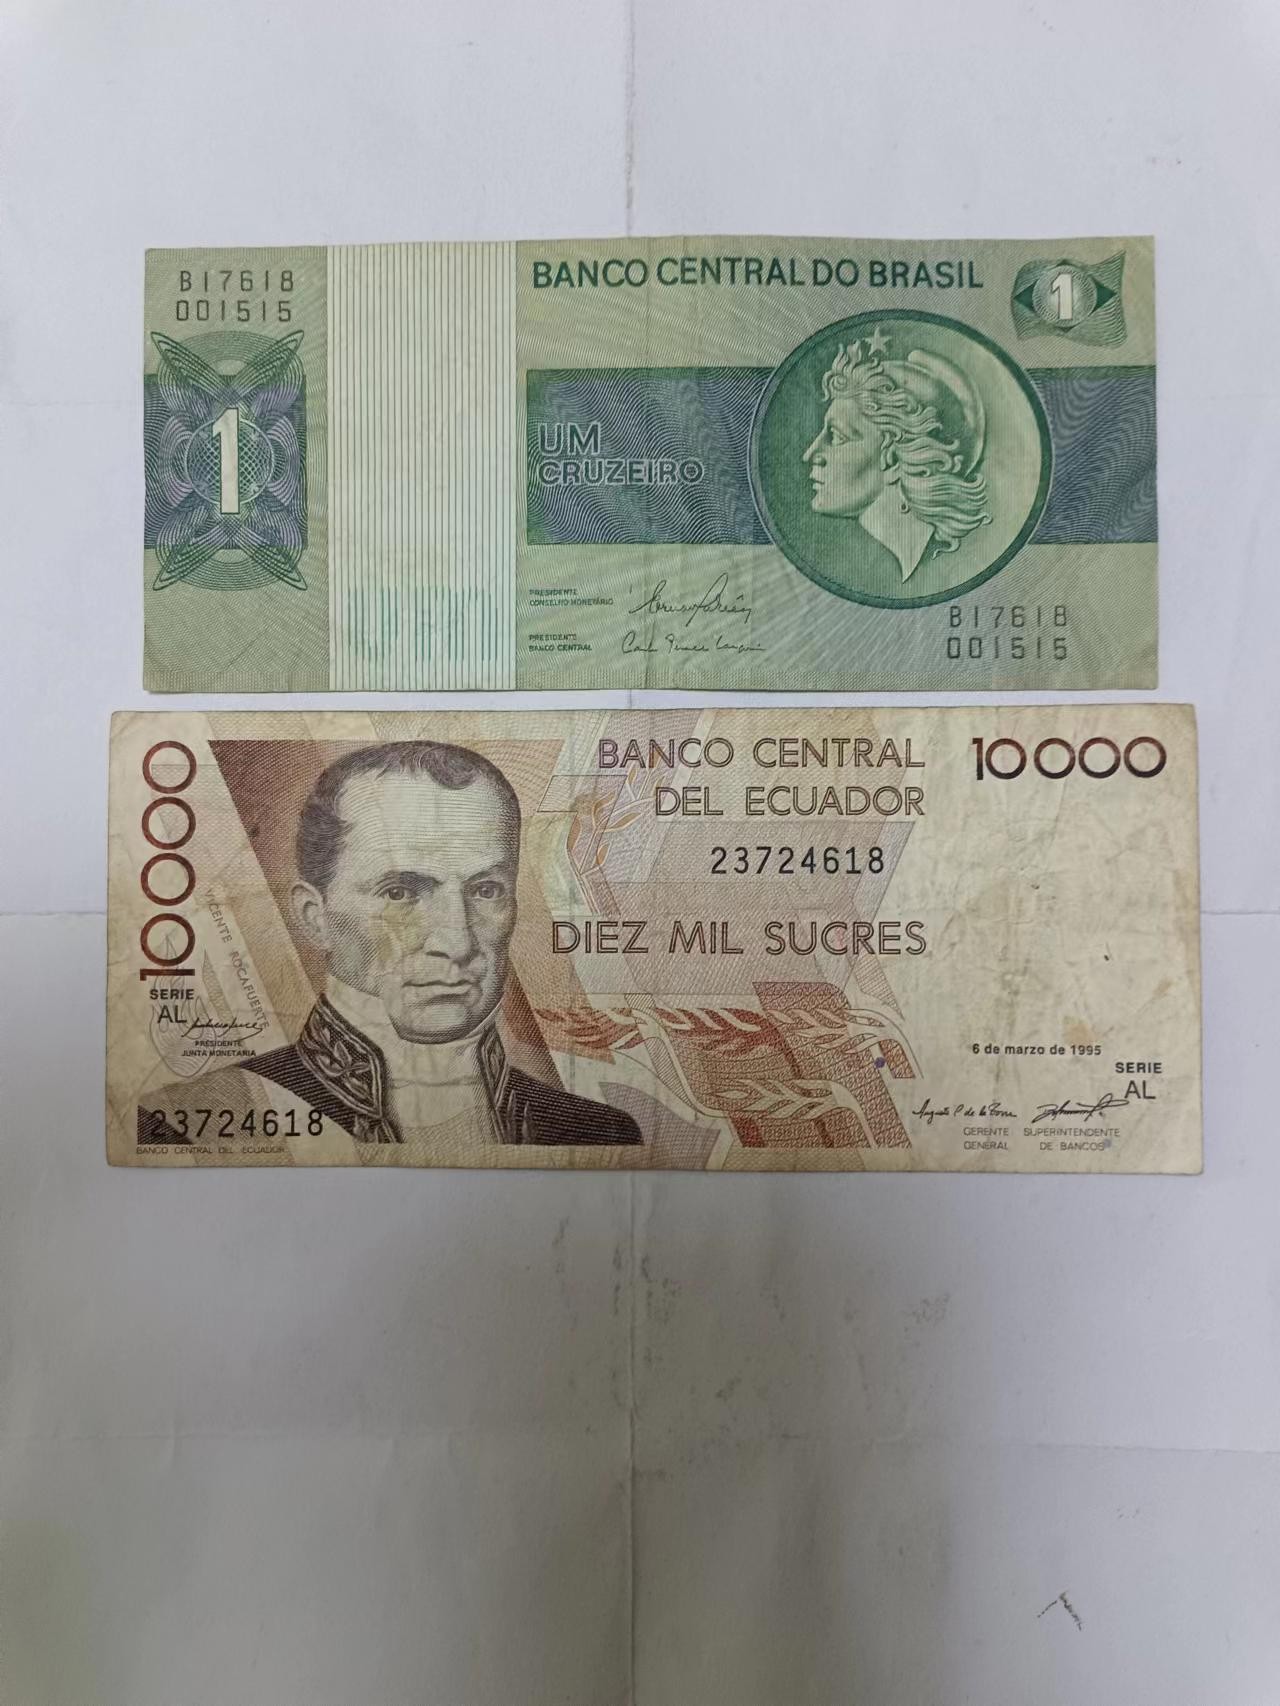 B17618
001515
BANCO CENTRAL DO BRASIL
1
1
UM
CRUZEIRO
PRESIDENTE
CONSELHO MONETÁRIO
PRESIDENTE
BANCO CENTRAL
B17618
001515
10000
BANCO CENTRAL
DEL ECUADOR
10000
23724618
DIEZ MIL SUCRES
VICENTE ROCAFUERTE
SERIE
AL
PRESIDENTE
JUNTA MONETARIA
6 de marzo de 1995
SERIE
AL
23724618
GERENTE
GENERAL
SUPERINTENDENTE
DE BANCOS
BANCO CENTRAL DEL ECUADOR